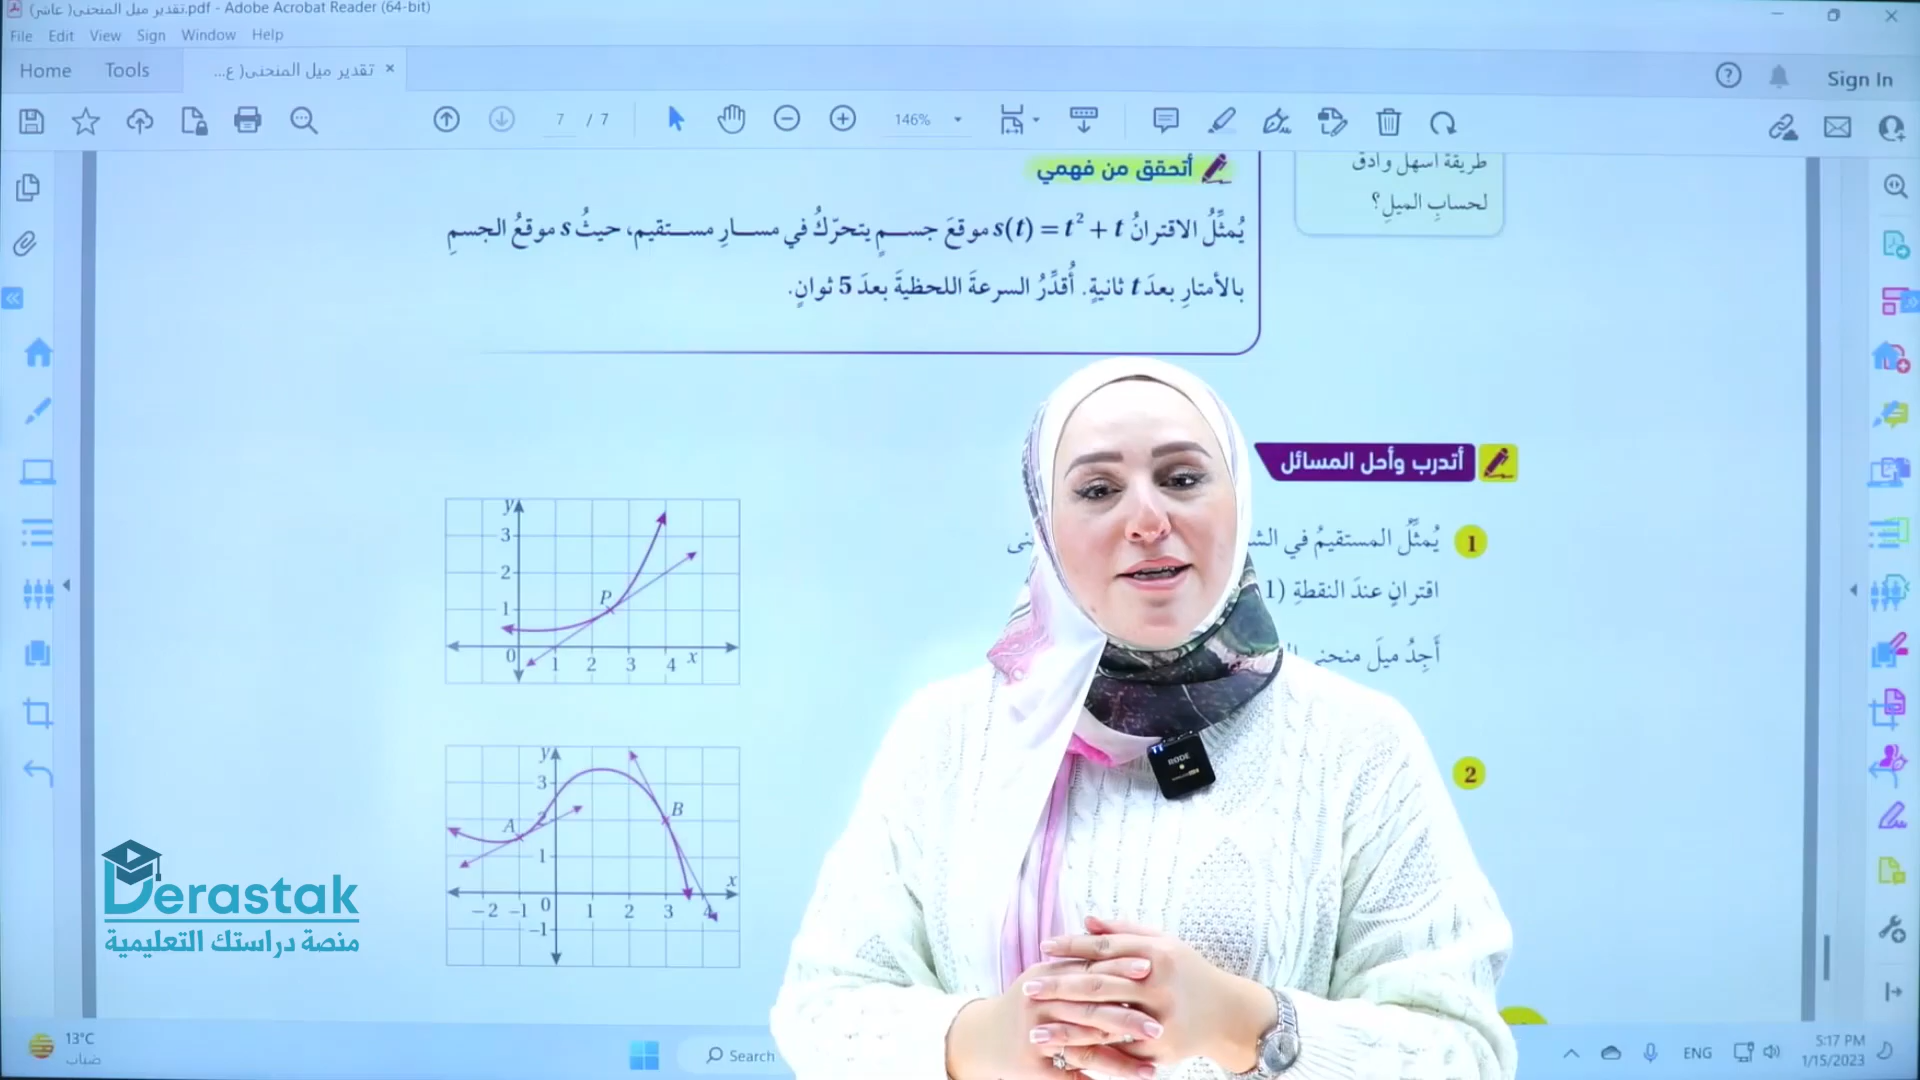 تقدير ميل المنحنى( عاشر).pdf - Adobe Acrobat Reader (64-bit)
File Edit View Sign Window Help
Home Tools تقدير ميل المنحنى( ع... × Sign In
7 / 7 146%
طريقة أسهل وأدق
لحسابِ الميلِ؟
أتحقق من فهمي
يُمثِّلُ الاقترانُ s(t) = t² + t موقعَ جسمٍ يتحرّكُ في مسارٍ مستقيم، حيثُ s موقعُ الجسمِ
بالأمتارِ بعدَ t ثانيةٍ. أُقدِّرُ السرعةَ اللحظيةَ بعدَ 5 ثوانٍ.
أتدرب وأحل المسائل
1 يُمثِّلُ المستقيمُ في
اقترانٍ عندَ النقطةِ (1
أَجِدُ ميلَ منحنى
2
y
3
2
1
P
0 1 2 3 4 x
y
3
2
A
B
1
x
−2 −1 0 1 2 3 4
−1
Derastak
منصة دراستك التعليمية
RODE
13°C
ضباب
Search
ENG
5:17 PM
1/15/2023